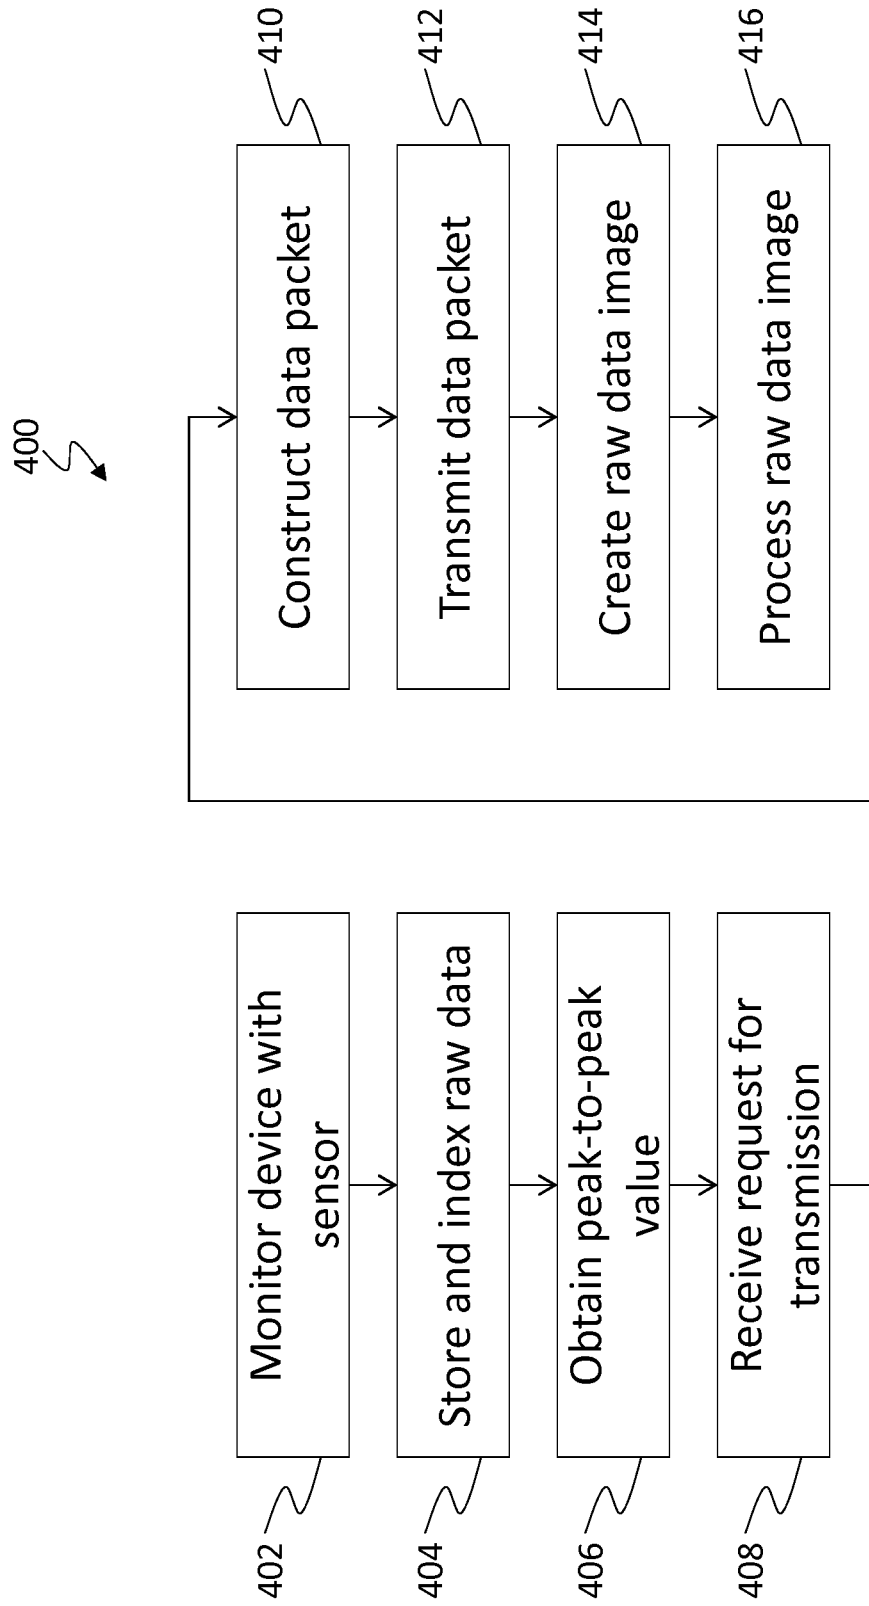 400
402
Monitor device with
sensor
404
Store and index raw data
406
Obtain peak-to-peak
value
408
Receive request for
transmission
410
Construct data packet
412
Transmit data packet
414
Create raw data image
416
Process raw data image